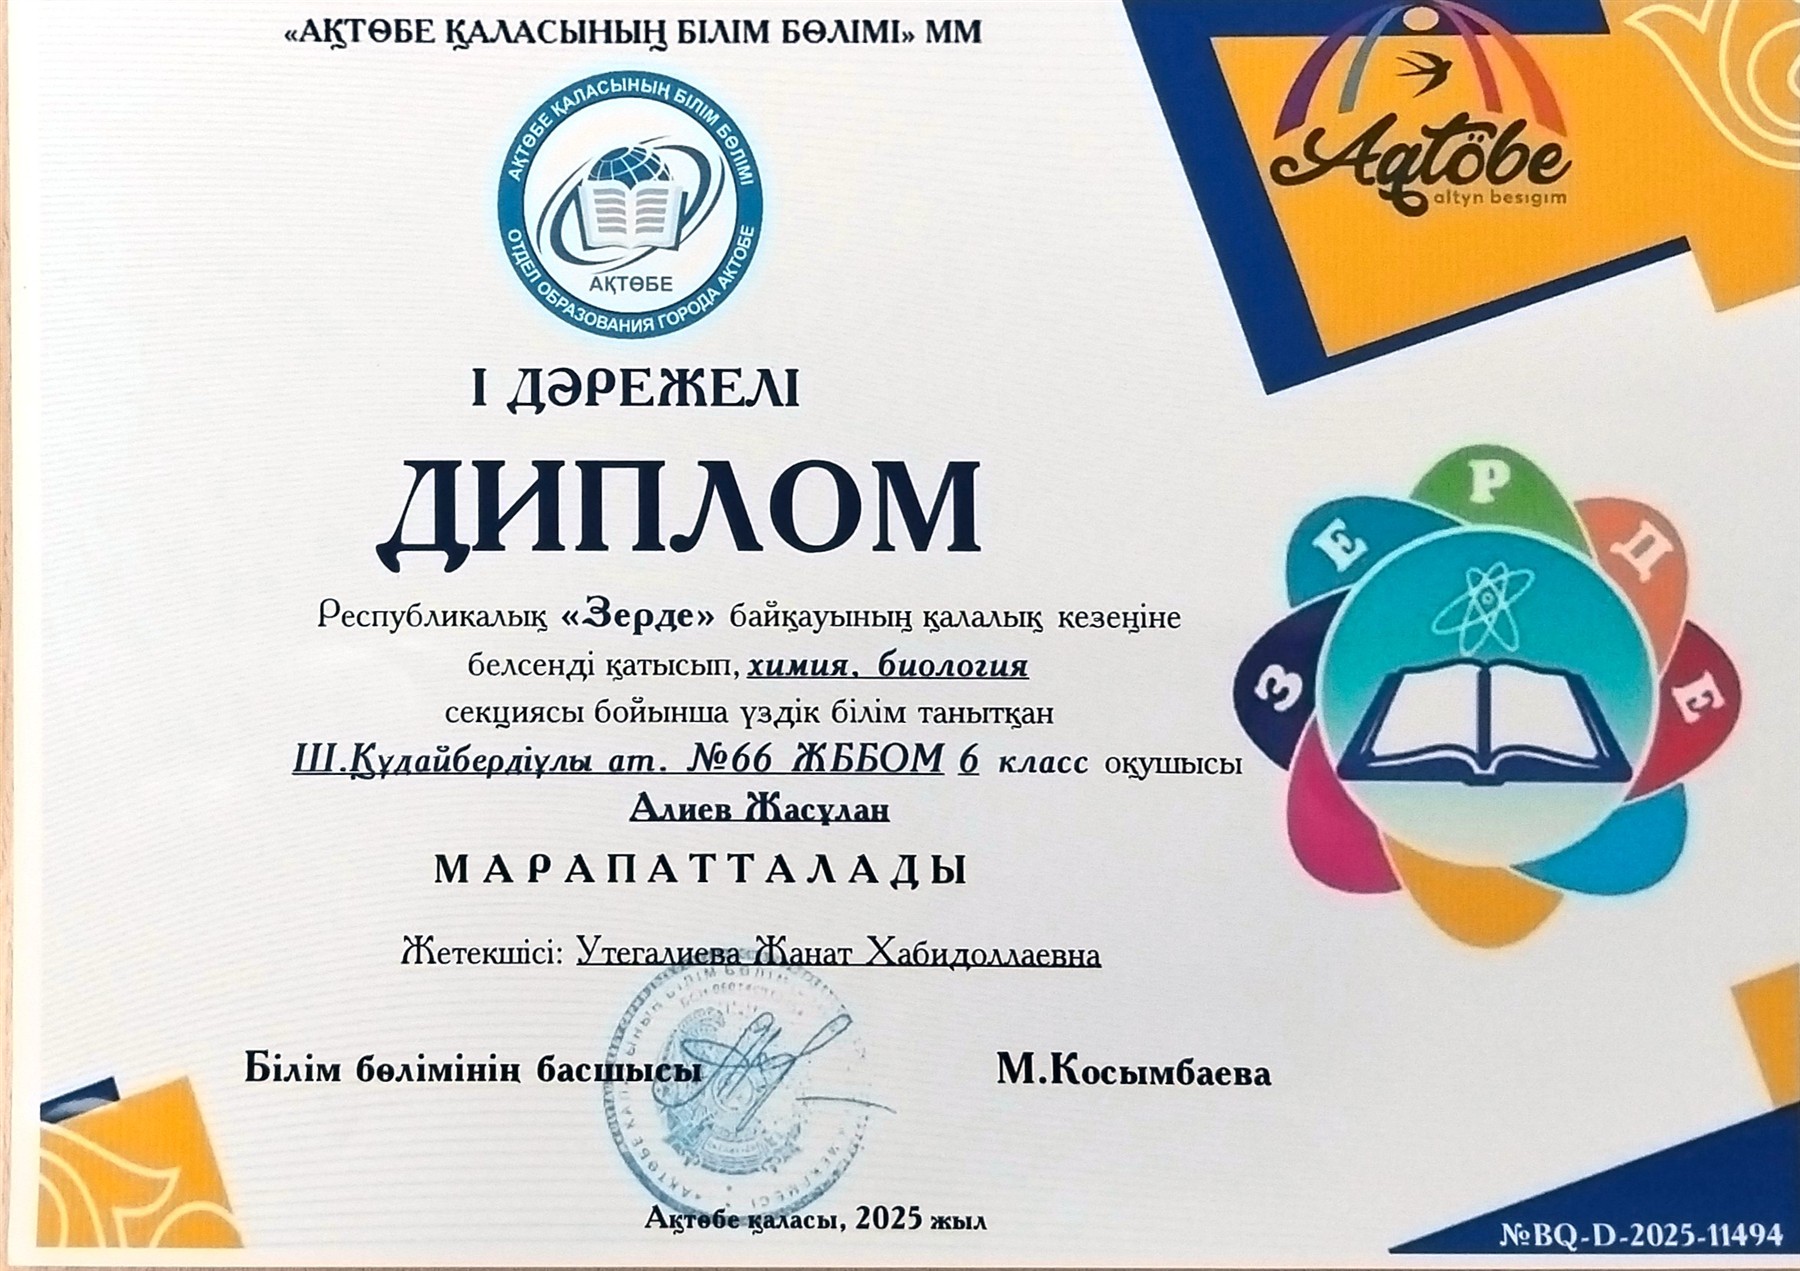 «АҚТӨБЕ ҚАЛАСЫНЫҢ БІЛІМ БӨЛІМІ» ММ
АҚТӨБЕ ҚАЛАСЫНЫҢ БІЛІМ БӨЛІМІ
АҚТӨБЕ
ОТДЕЛ ОБРАЗОВАНИЯ ГОРОДА АКТОБЕ
Aqtöbe
altyn besıgım
І ДӘРЕЖЕЛІ
ДИПЛОМ
ЗЕРДЕ
Республикалық «Зерде» байқауының қалалық кезеңіне
белсенді қатысып, химия, биология
секциясы бойынша үздік білім танытқан
Ш.Құдайбердіұлы ат. №66 ЖББОМ 6 класс оқушысы
Алиев Жасұлан
МАРАПАТТАЛАДЫ
Жетекшісі: Утегалиева Жанат Хабидоллаевна
Білім бөлімінің басшысы М.Косымбаева
Ақтөбе қаласы, 2025 жыл
№BQ-D-2025-11494